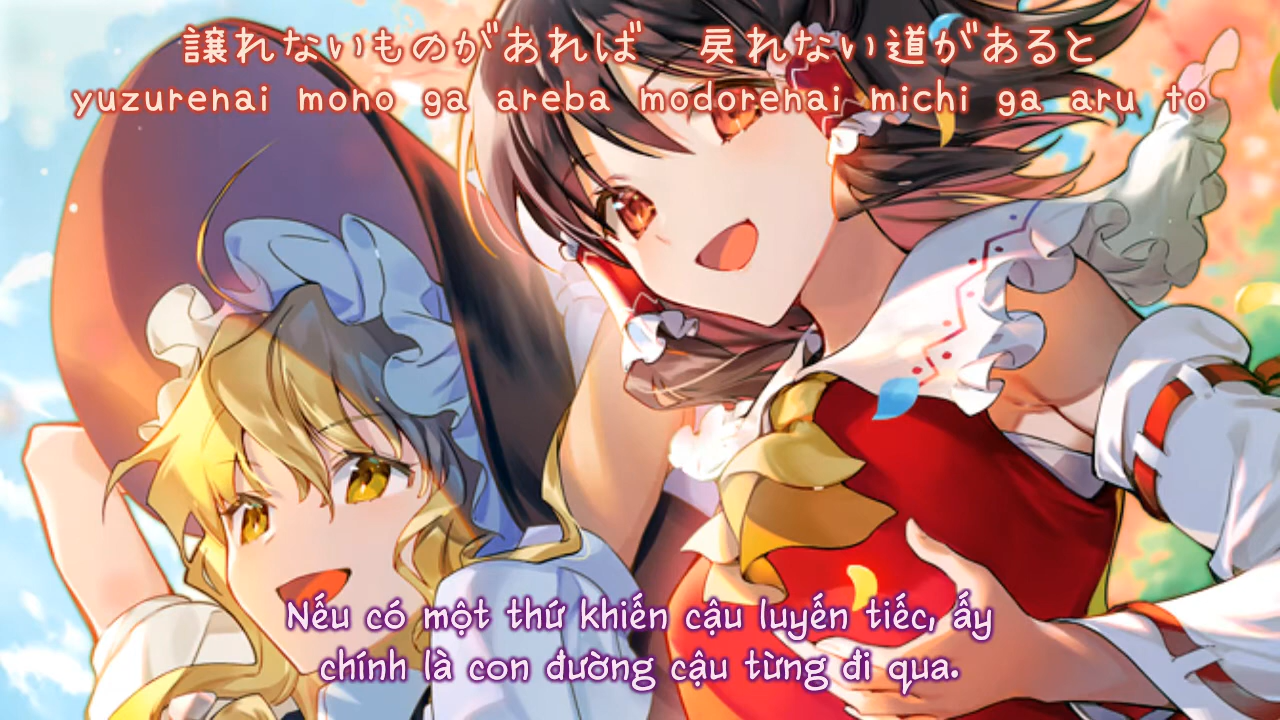 譲れないものがあれば　戻れない道があると
yuzurenai mono ga areba modorenai michi ga aru to
Nếu có một thứ khiến cậu luyến tiếc, ấy
chính là con đường cậu từng đi qua.